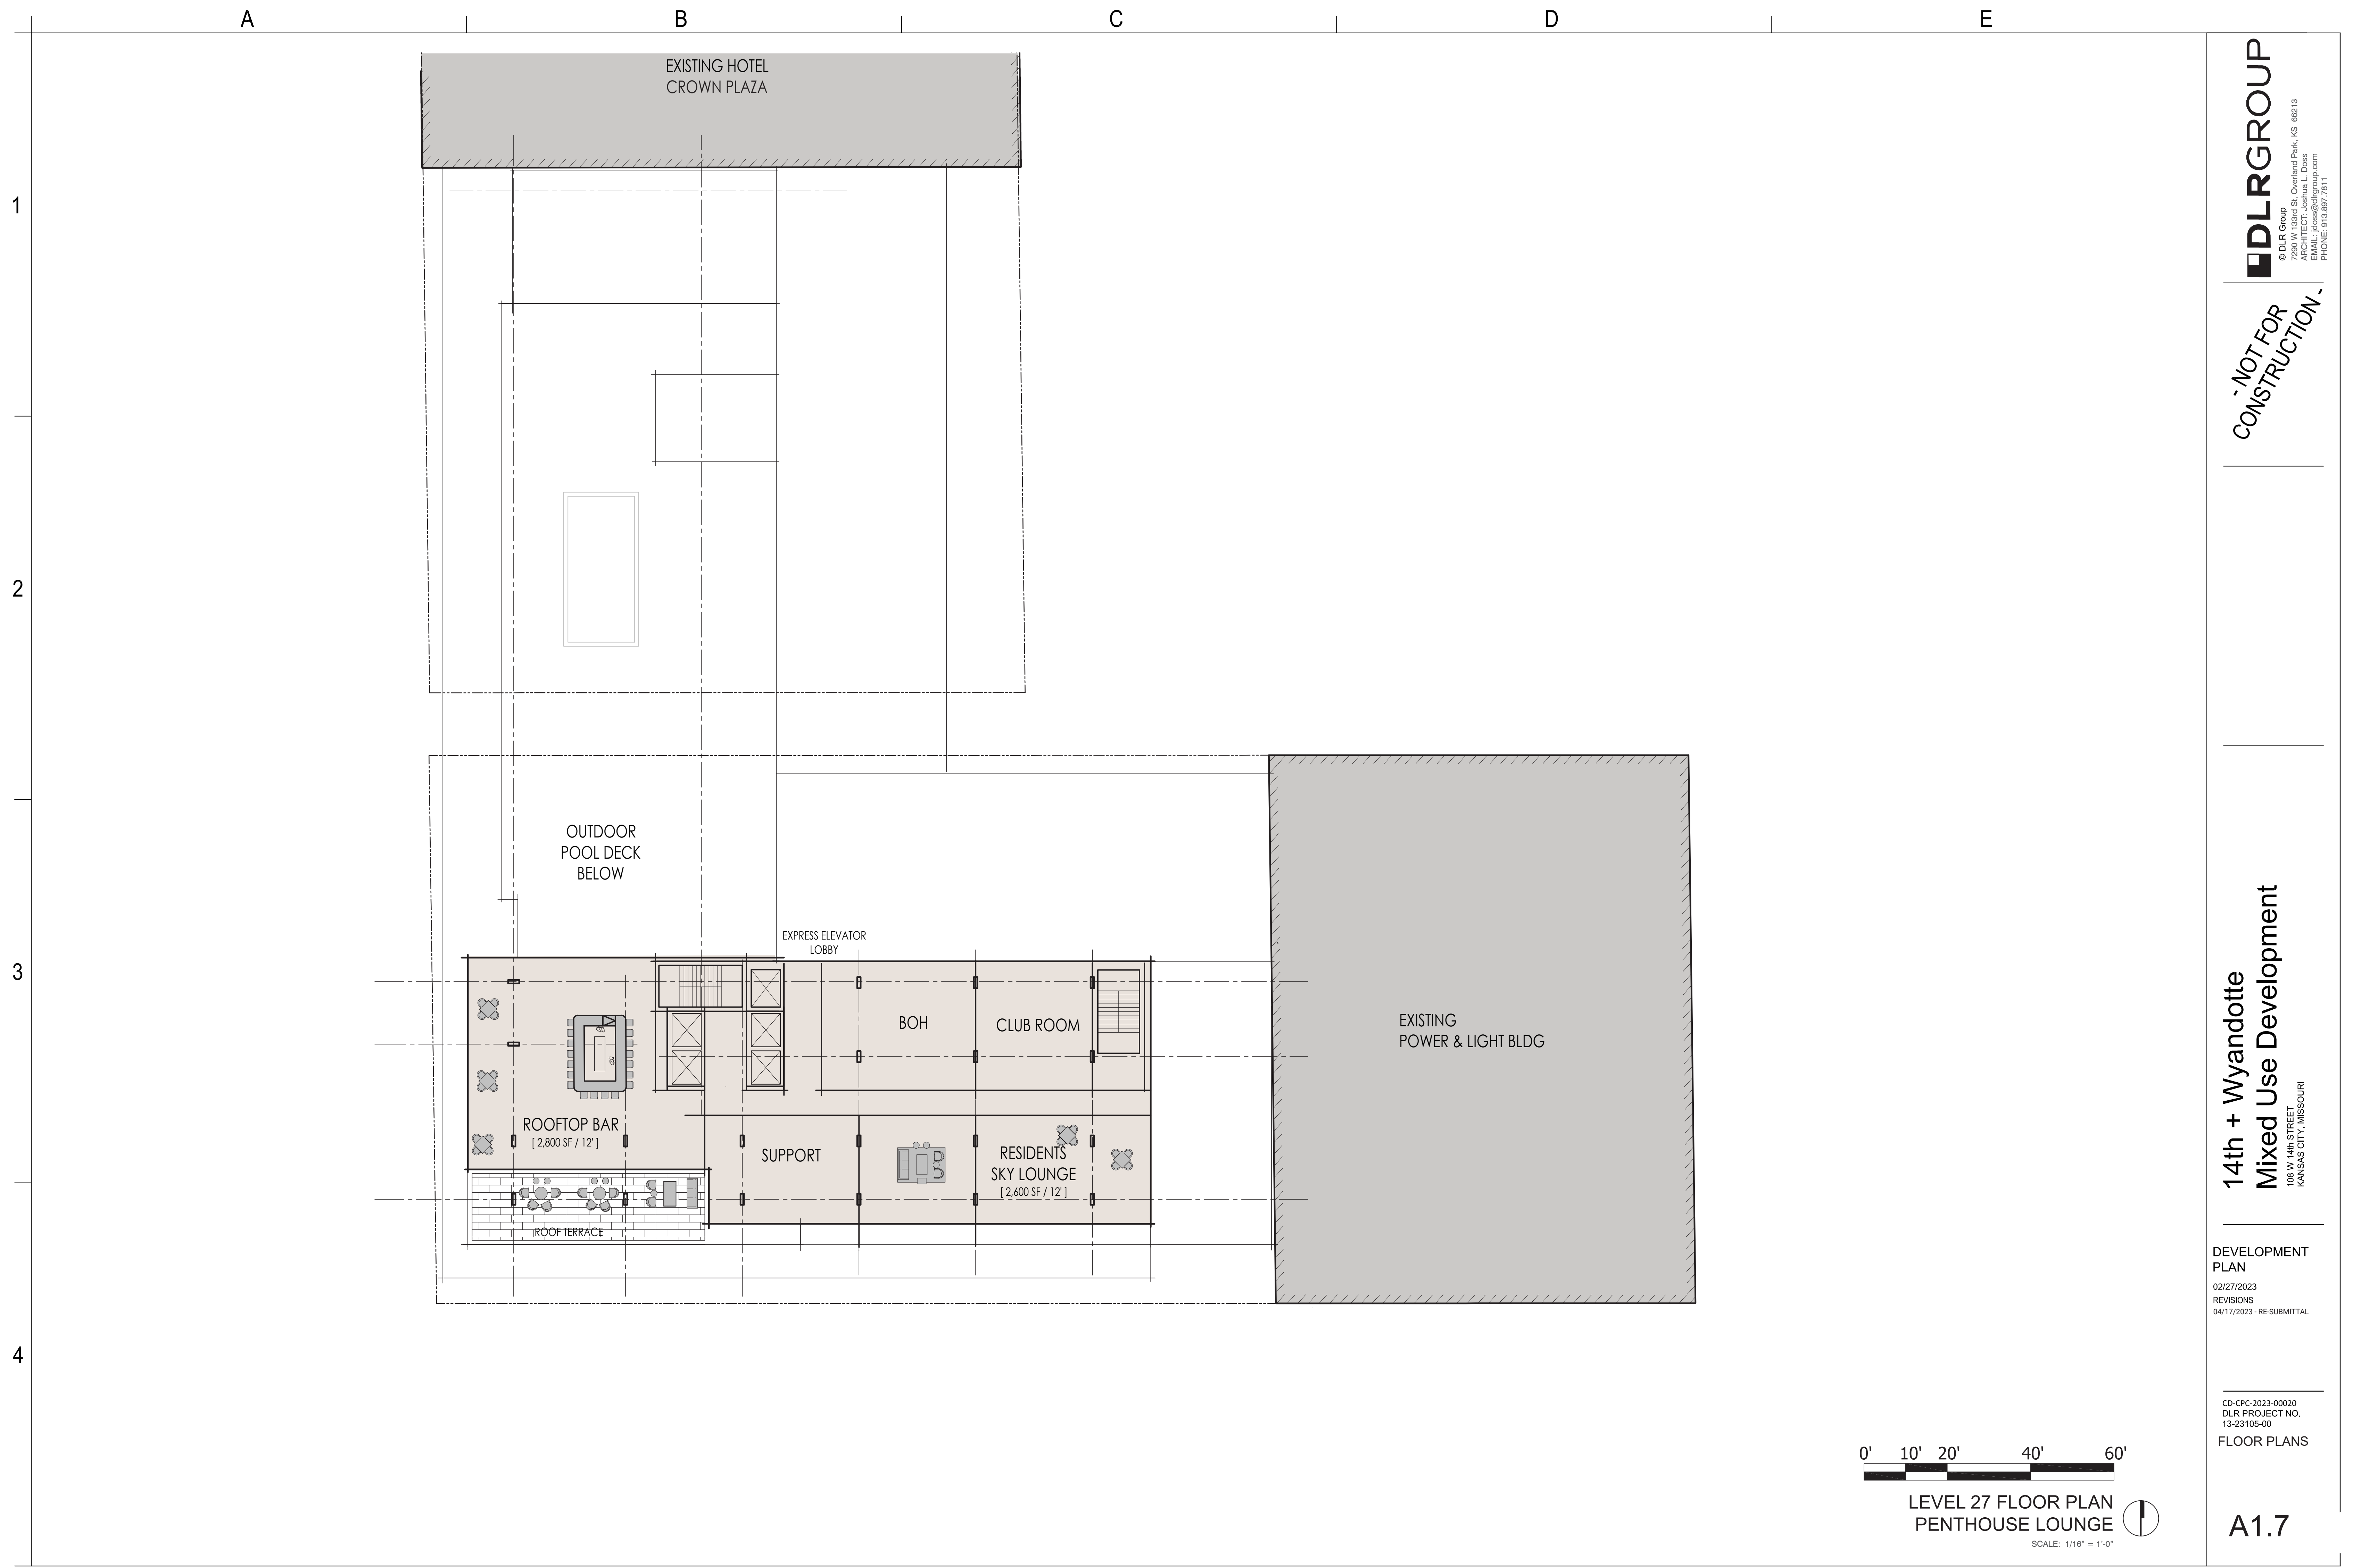 A
B
C
D
E
1
2
3
4
EXISTING HOTEL
CROWN PLAZA
OUTDOOR
POOL DECK
BELOW
EXPRESS ELEVATOR
LOBBY
BOH
CLUB ROOM
EXISTING
POWER & LIGHT BLDG
ROOFTOP BAR
[ 2,800 SF / 12' ]
SUPPORT
RESIDENTS
SKY LOUNGE
[ 2,600 SF / 12' ]
ROOF TERRACE
0' 10' 20' 40' 60'
LEVEL 27 FLOOR PLAN
PENTHOUSE LOUNGE
SCALE: 1/16" = 1'-0"
DLRGROUP
© DLR Group
7290 W 133rd St, Overland Park, KS 66213
ARCHITECT: Joshua L. Doss
EMAIL: jdoss@dlrgroup.com
PHONE: 913.897.7811
- NOT FOR
CONSTRUCTION -
14th + Wyandotte
Mixed Use Development
108 W 14th STREET
KANSAS CITY, MISSOURI
DEVELOPMENT
PLAN
02/27/2023
REVISIONS
04/17/2023 - RE-SUBMITTAL
CD-CPC-2023-00020
DLR PROJECT NO.
13-23105-00
FLOOR PLANS
A1.7